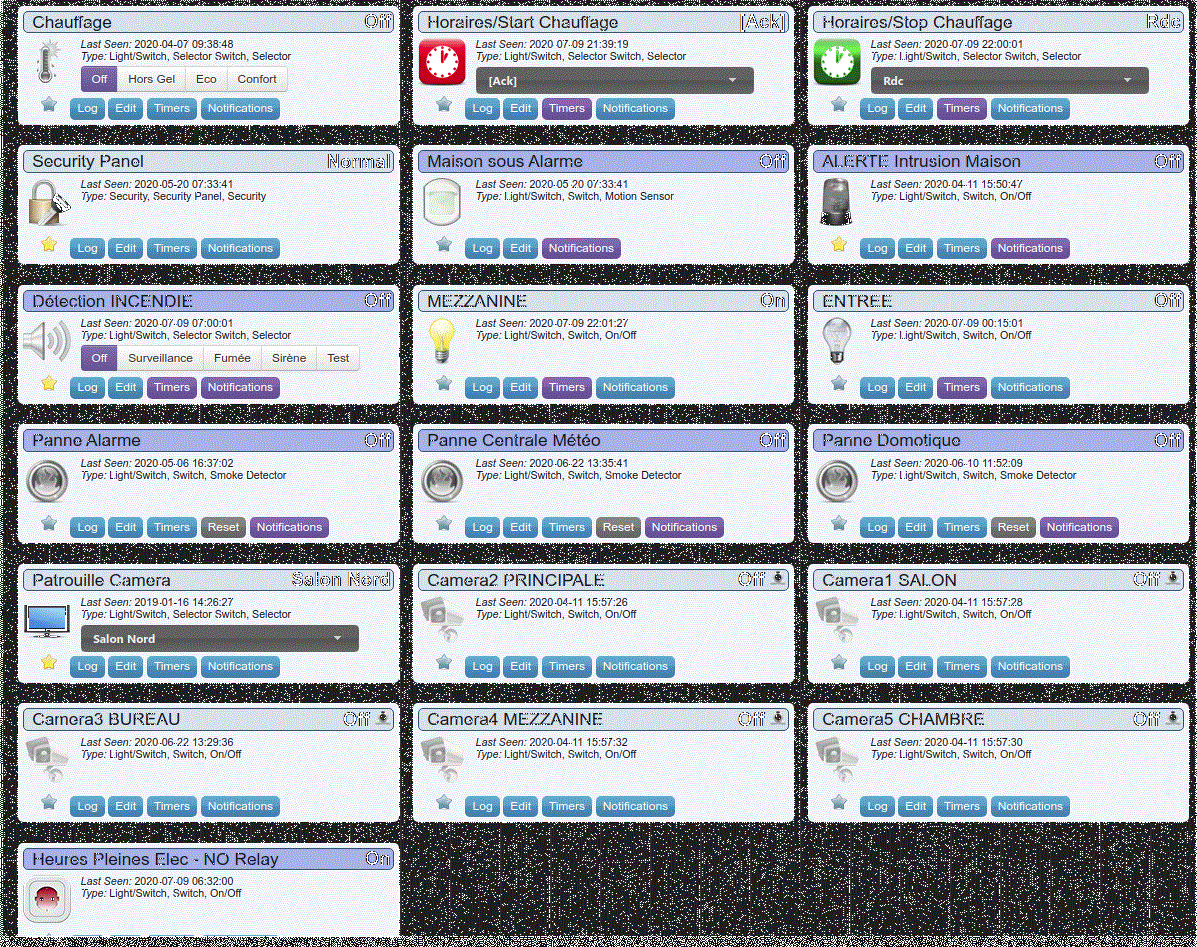 Chauffage Off
Last Seen: 2020-04-07 09:38:48
Type: Light/Switch, Selector Switch, Selector
Off Hors Gel Eco Confort
Log Edit Timers Notifications
Horaires/Start Chauffage [Ack]
Last Seen: 2020-07-09 21:39:19
Type: Light/Switch, Selector Switch, Selector
[Ack]
Log Edit Timers Notifications
Horaires/Stop Chauffage Rdc
Last Seen: 2020-07-09 22:00:01
Type: Light/Switch, Selector Switch, Selector
Rdc
Log Edit Timers Notifications
Security Panel Normal
Last Seen: 2020-05-20 07:33:41
Type: Security, Security Panel, Security
Log Edit Timers Notifications
Maison sous Alarme Off
Last Seen: 2020-05-20 07:33:41
Type: Light/Switch, Switch, Motion Sensor
Log Edit Notifications
ALERTE Intrusion Maison Off
Last Seen: 2020-04-11 15:50:47
Type: Light/Switch, Switch, On/Off
Log Edit Timers Notifications
Détection INCENDIE Off
Last Seen: 2020-07-09 07:00:01
Type: Light/Switch, Selector Switch, Selector
Off Surveillance Fumée Sirène Test
Log Edit Timers Notifications
MEZZANINE On
Last Seen: 2020-07-09 22:01:27
Type: Light/Switch, Switch, On/Off
Log Edit Timers Notifications
ENTREE Off
Last Seen: 2020-07-09 00:15:01
Type: Light/Switch, Switch, On/Off
Log Edit Timers Notifications
Panne Alarme Off
Last Seen: 2020-05-06 16:37:02
Type: Light/Switch, Switch, Smoke Detector
Log Edit Timers Reset Notifications
Panne Centrale Météo Off
Last Seen: 2020-06-22 13:35:41
Type: Light/Switch, Switch, Smoke Detector
Log Edit Timers Reset Notifications
Panne Domotique Off
Last Seen: 2020-06-10 11:52:09
Type: Light/Switch, Switch, Smoke Detector
Log Edit Timers Reset Notifications
Patrouille Camera Salon Nord
Last Seen: 2019-01-16 14:26:27
Type: Light/Switch, Selector Switch, Selector
Salon Nord
Log Edit Timers Notifications
Camera2 PRINCIPALE Off
Last Seen: 2020-04-11 15:57:26
Type: Light/Switch, Switch, On/Off
Log Edit Timers Notifications
Camera1 SALON Off
Last Seen: 2020-04-11 15:57:28
Type: Light/Switch, Switch, On/Off
Log Edit Timers Notifications
Camera3 BUREAU Off
Last Seen: 2020-06-22 13:29:36
Type: Light/Switch, Switch, On/Off
Log Edit Timers Notifications
Camera4 MEZZANINE Off
Last Seen: 2020-04-11 15:57:32
Type: Light/Switch, Switch, On/Off
Log Edit Timers Notifications
Camera5 CHAMBRE Off
Last Seen: 2020-04-11 15:57:30
Type: Light/Switch, Switch, On/Off
Log Edit Timers Notifications
Heures Pleines Elec - NO Relay On
Last Seen: 2020-07-09 06:32:00
Type: Light/Switch, Switch, On/Off